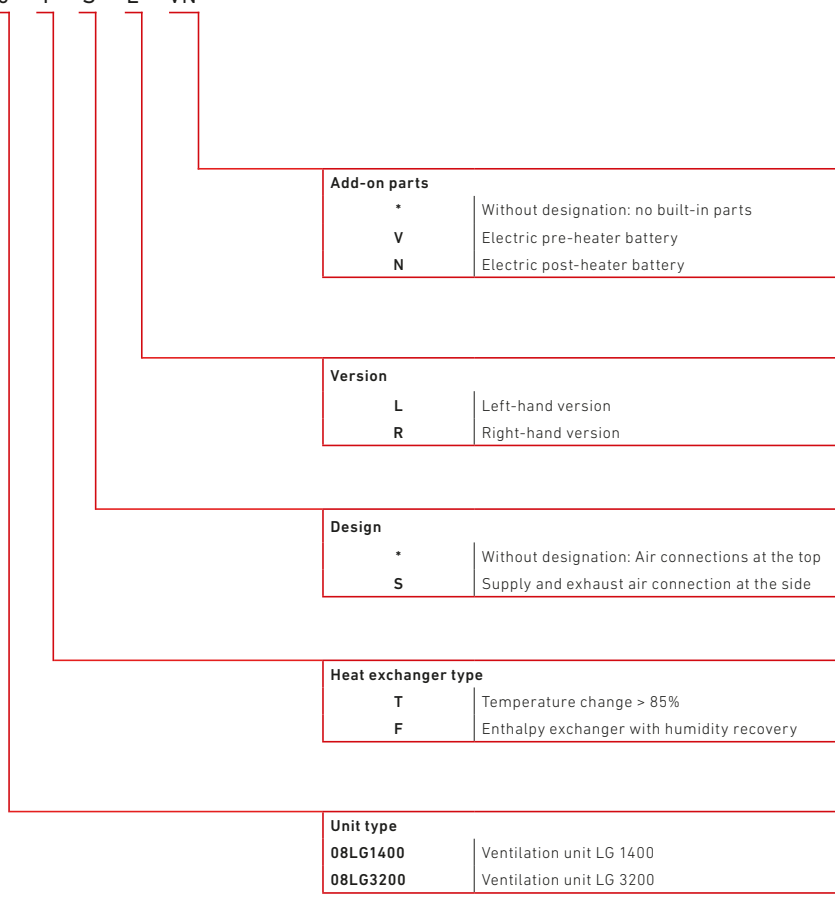 VN
Add-on parts
* Without designation: no built-in parts
V Electric pre-heater battery
N Electric post-heater battery
Version
L Left-hand version
R Right-hand version
Design
* Without designation: Air connections at the top
S Supply and exhaust air connection at the side
Heat exchanger type
T Temperature change > 85%
F Enthalpy exchanger with humidity recovery
Unit type
08LG1400 Ventilation unit LG 1400
08LG3200 Ventilation unit LG 3200